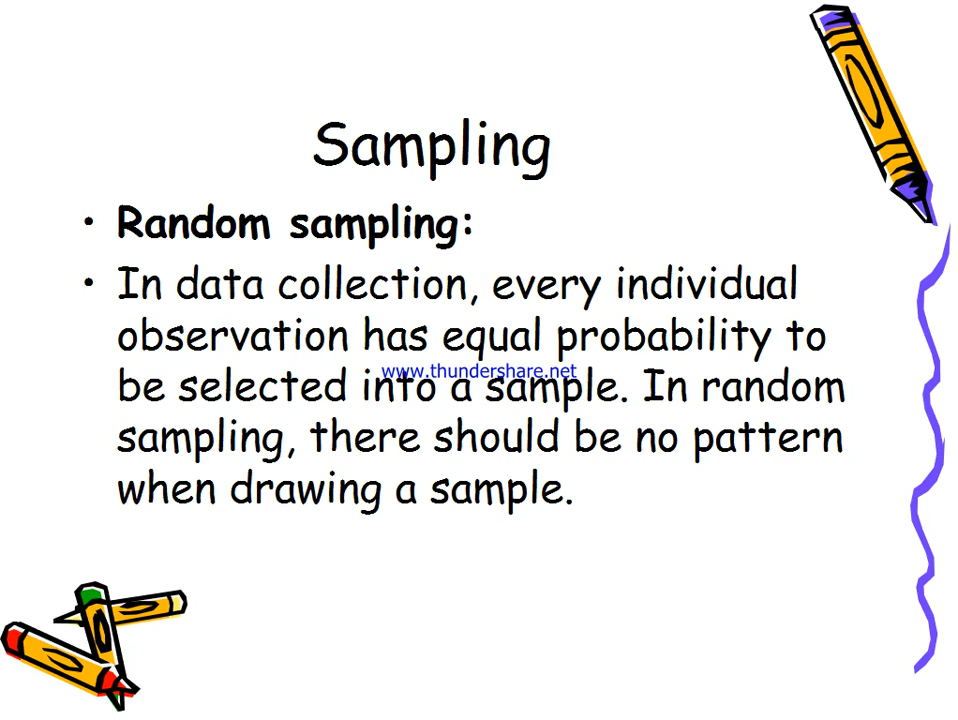 Sampling
• Random sampling:
• In data collection, every individual
observation has equal probability to
www.thundershare.net
be selected into a sample. In random
sampling, there should be no pattern
when drawing a sample.